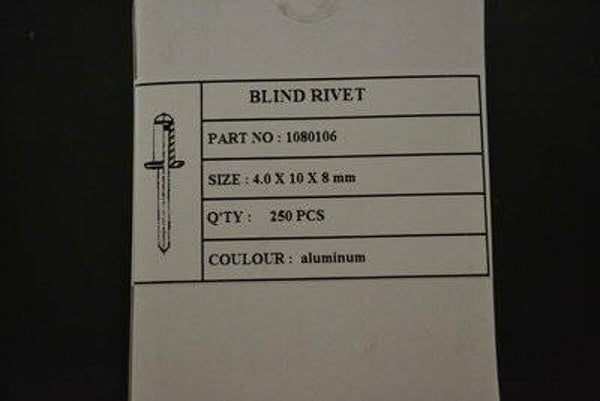 BLIND RIVET
PART NO : 1080106
SIZE : 4.0 X 10 X 8 mm
Q'TY : 250 PCS
COULOUR : aluminum